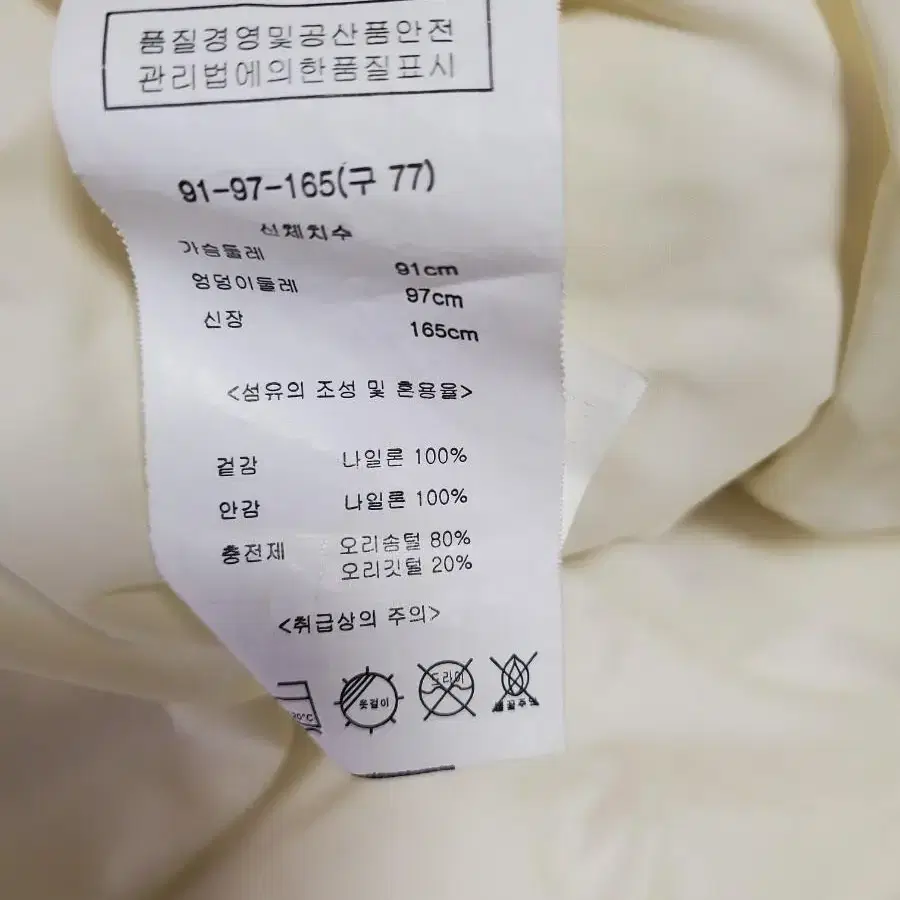 품질경영및공산품안전
관리법에의한품질표시
91-97-165(구 77)
신체치수
가슴둘레 91cm
엉덩이둘레 97cm
신장 165cm
<섬유의 조성 및 혼용율>
겉감 나일론 100%
안감 나일론 100%
충전제 오리솜털 80%
오리깃털 20%
<취급상의 주의>
옷걸이 드라이